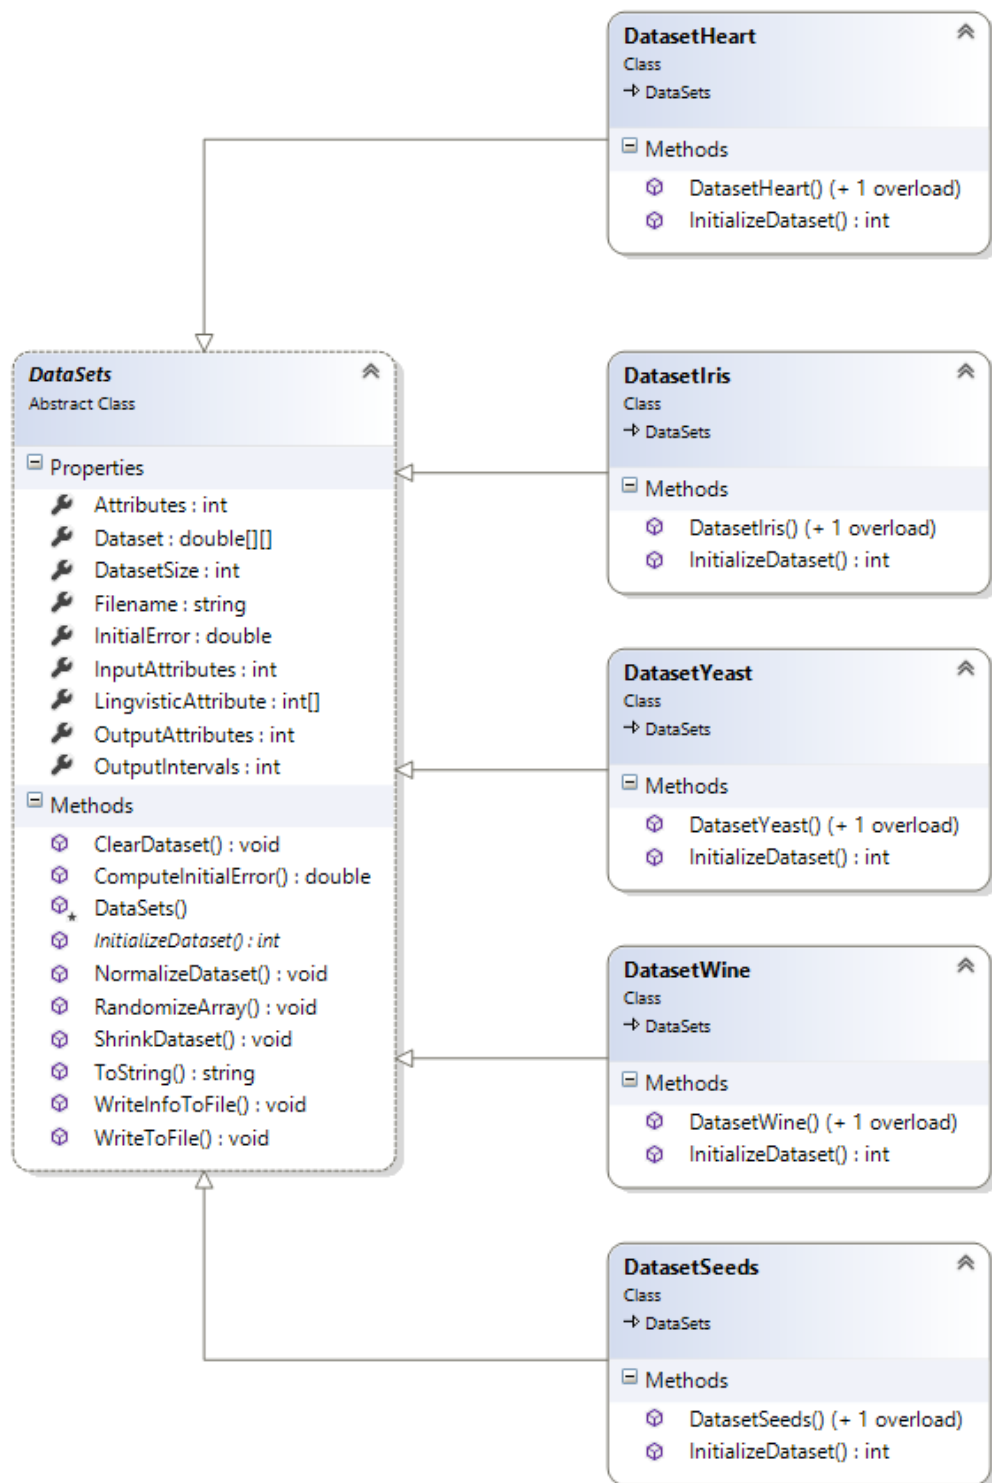 DatasetHeart
Class
DataSets
Methods
DatasetHeart() (+ 1 overload)
InitializeDataset() : int
DataSets
Abstract Class
Properties
Attributes : int
Dataset : double[][]
DatasetSize : int
Filename : string
InitialError : double
InputAttributes : int
LingvisticAttribute : int[]
OutputAttributes : int
OutputIntervals : int
Methods
ClearDataset() : void
ComputeInitialError() : double
DataSets()
InitializeDataset() : int
NormalizeDataset() : void
RandomizeArray() : void
ShrinkDataset() : void
ToString() : string
WriteInfoToFile() : void
WriteToFile() : void
DatasetIris
Class
DataSets
Methods
DatasetIris() (+ 1 overload)
InitializeDataset() : int
DatasetYeast
Class
DataSets
Methods
DatasetYeast() (+ 1 overload)
InitializeDataset() : int
DatasetWine
Class
DataSets
Methods
DatasetWine() (+ 1 overload)
InitializeDataset() : int
DatasetSeeds
Class
DataSets
Methods
DatasetSeeds() (+ 1 overload)
InitializeDataset() : int